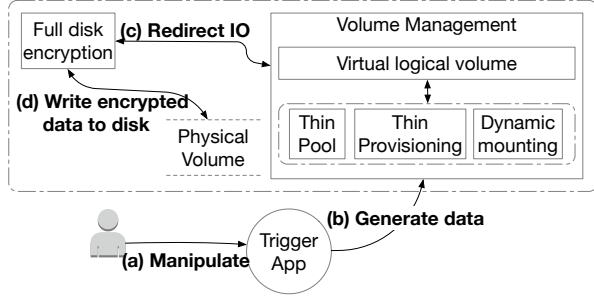 Full disk
encryption
(c) Redirect IO
Volume Management
Virtual logical volume
(d) Write encrypted
data to disk
Physical
Volume
Thin
Pool
Thin
Provisioning
Dynamic
mounting
(b) Generate data
(a) Manipulate
Trigger
App